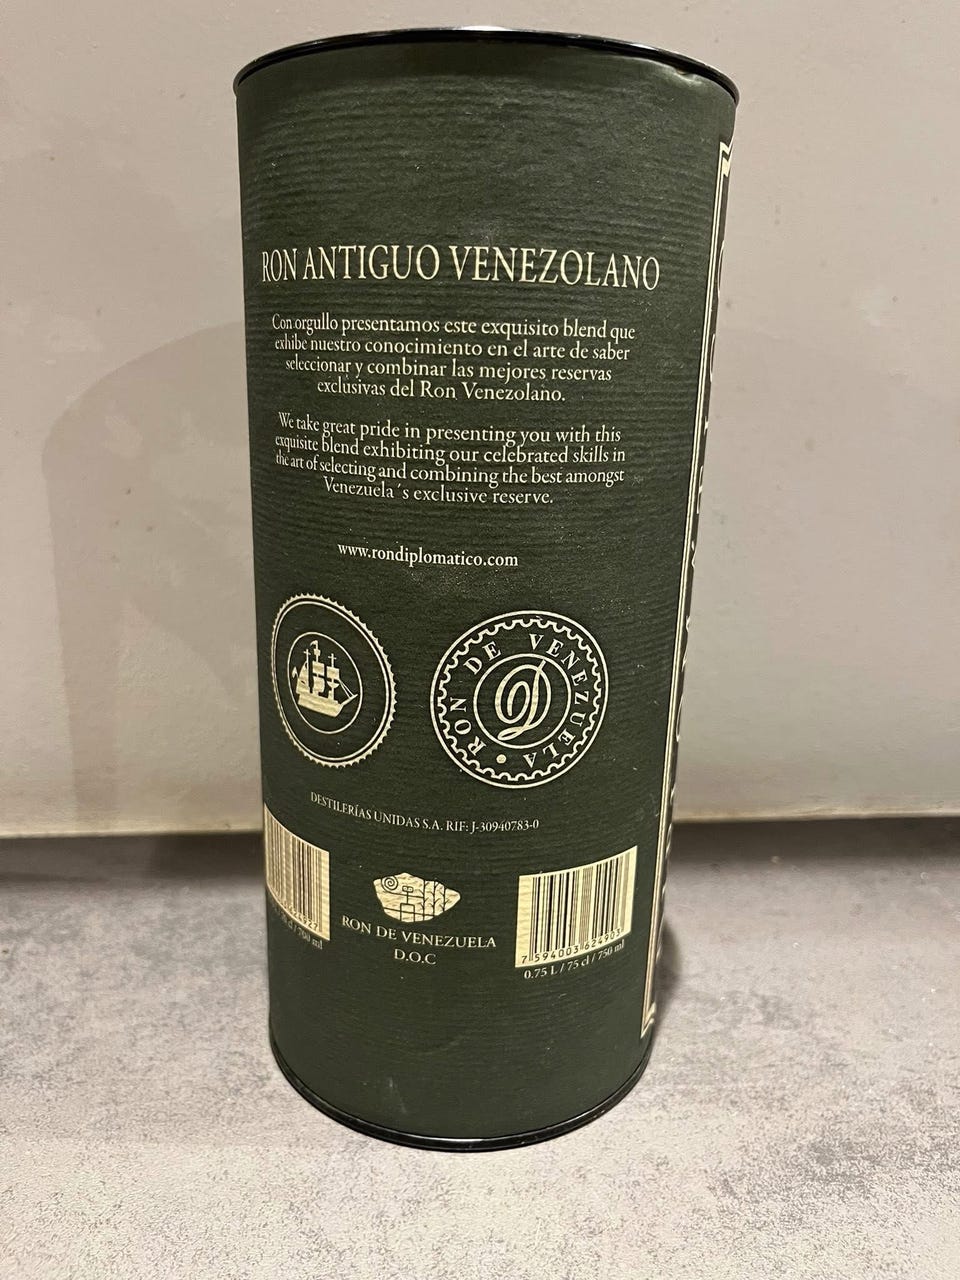 RON ANTIGUO VENEZOLANO
Con orgullo presentamos este exquisito blend que
exhibe nuestro conocimiento en el arte de saber
seleccionar y combinar las mejores reservas
exclusivas del Ron Venezolano.
We take great pride in presenting you with this
exquisite blend exhibiting our celebrated skills in
the art of selecting and combining the best amongst
Venezuela´s exclusive reserve.
www.rondiplomatico.com
RON DE VENEZUELA
D
DESTILERÍAS UNIDAS S.A. RIF: J-30940783-0
/ 700 ml
RON DE VENEZUELA
D.O.C
7 594003 624903
0.75 L / 75 cl / 750 ml